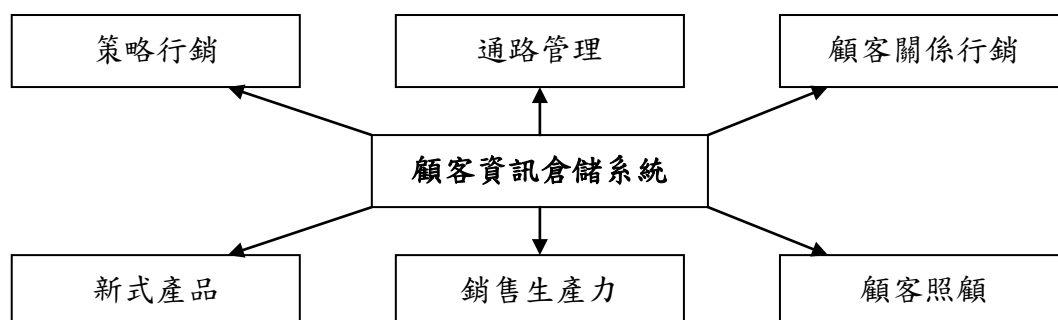 策略行銷
通路管理
顧客關係行銷
顧客資訊倉儲系統
新式產品
銷售生產力
顧客照顧